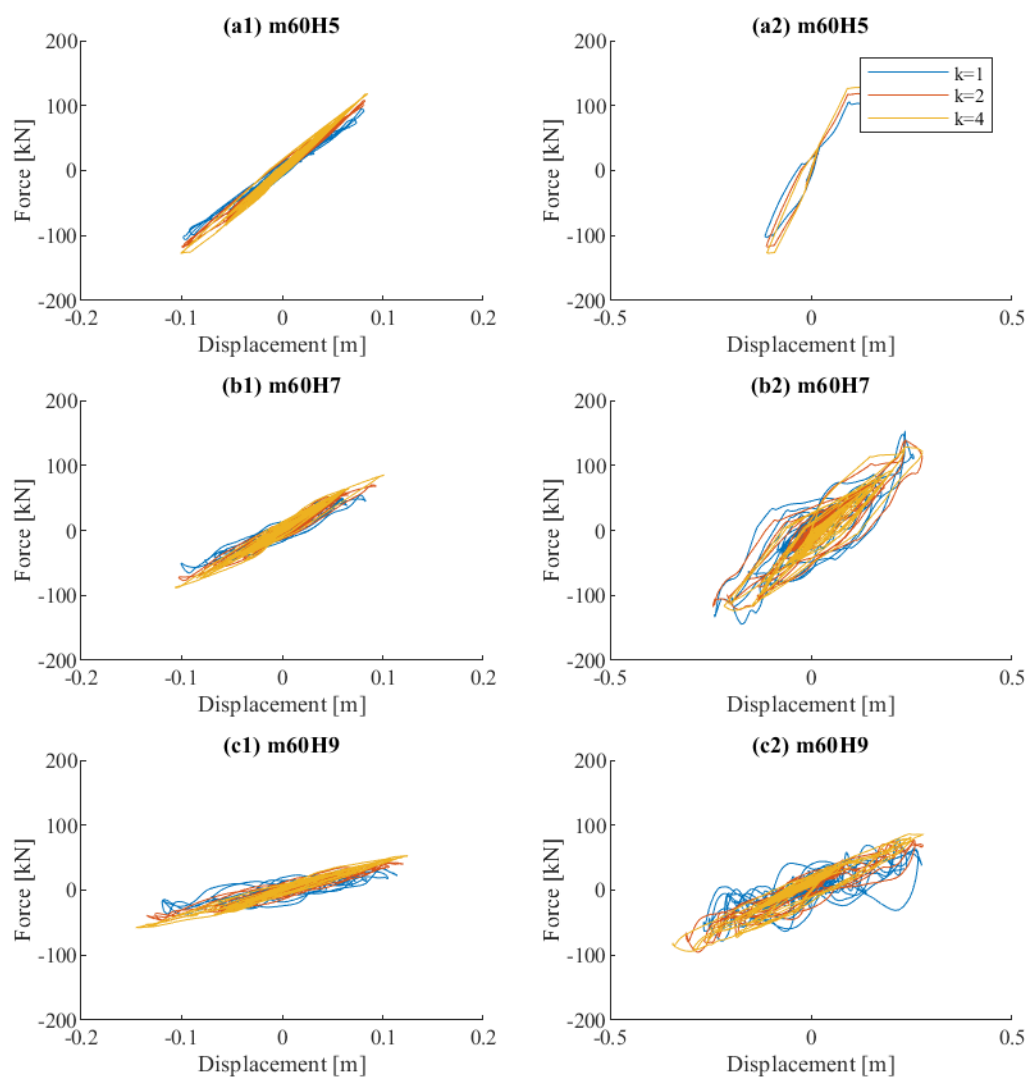 (a1) m60H5
200
100
0
-100
-200
Force [kN]
-0.2
-0.1
0
0.1
0.2
Displacement [m]
(a2) m60H5
200
100
0
-100
-200
Force [kN]
k=1
k=2
k=4
-0.5
0
0.5
Displacement [m]
(b1) m60H7
200
100
0
-100
-200
Force [kN]
-0.2
-0.1
0
0.1
0.2
Displacement [m]
(b2) m60H7
200
100
0
-100
-200
Force [kN]
-0.5
0
0.5
Displacement [m]
(c1) m60H9
200
100
0
-100
-200
Force [kN]
-0.2
-0.1
0
0.1
0.2
Displacement [m]
(c2) m60H9
200
100
0
-100
-200
Force [kN]
-0.5
0
0.5
Displacement [m]